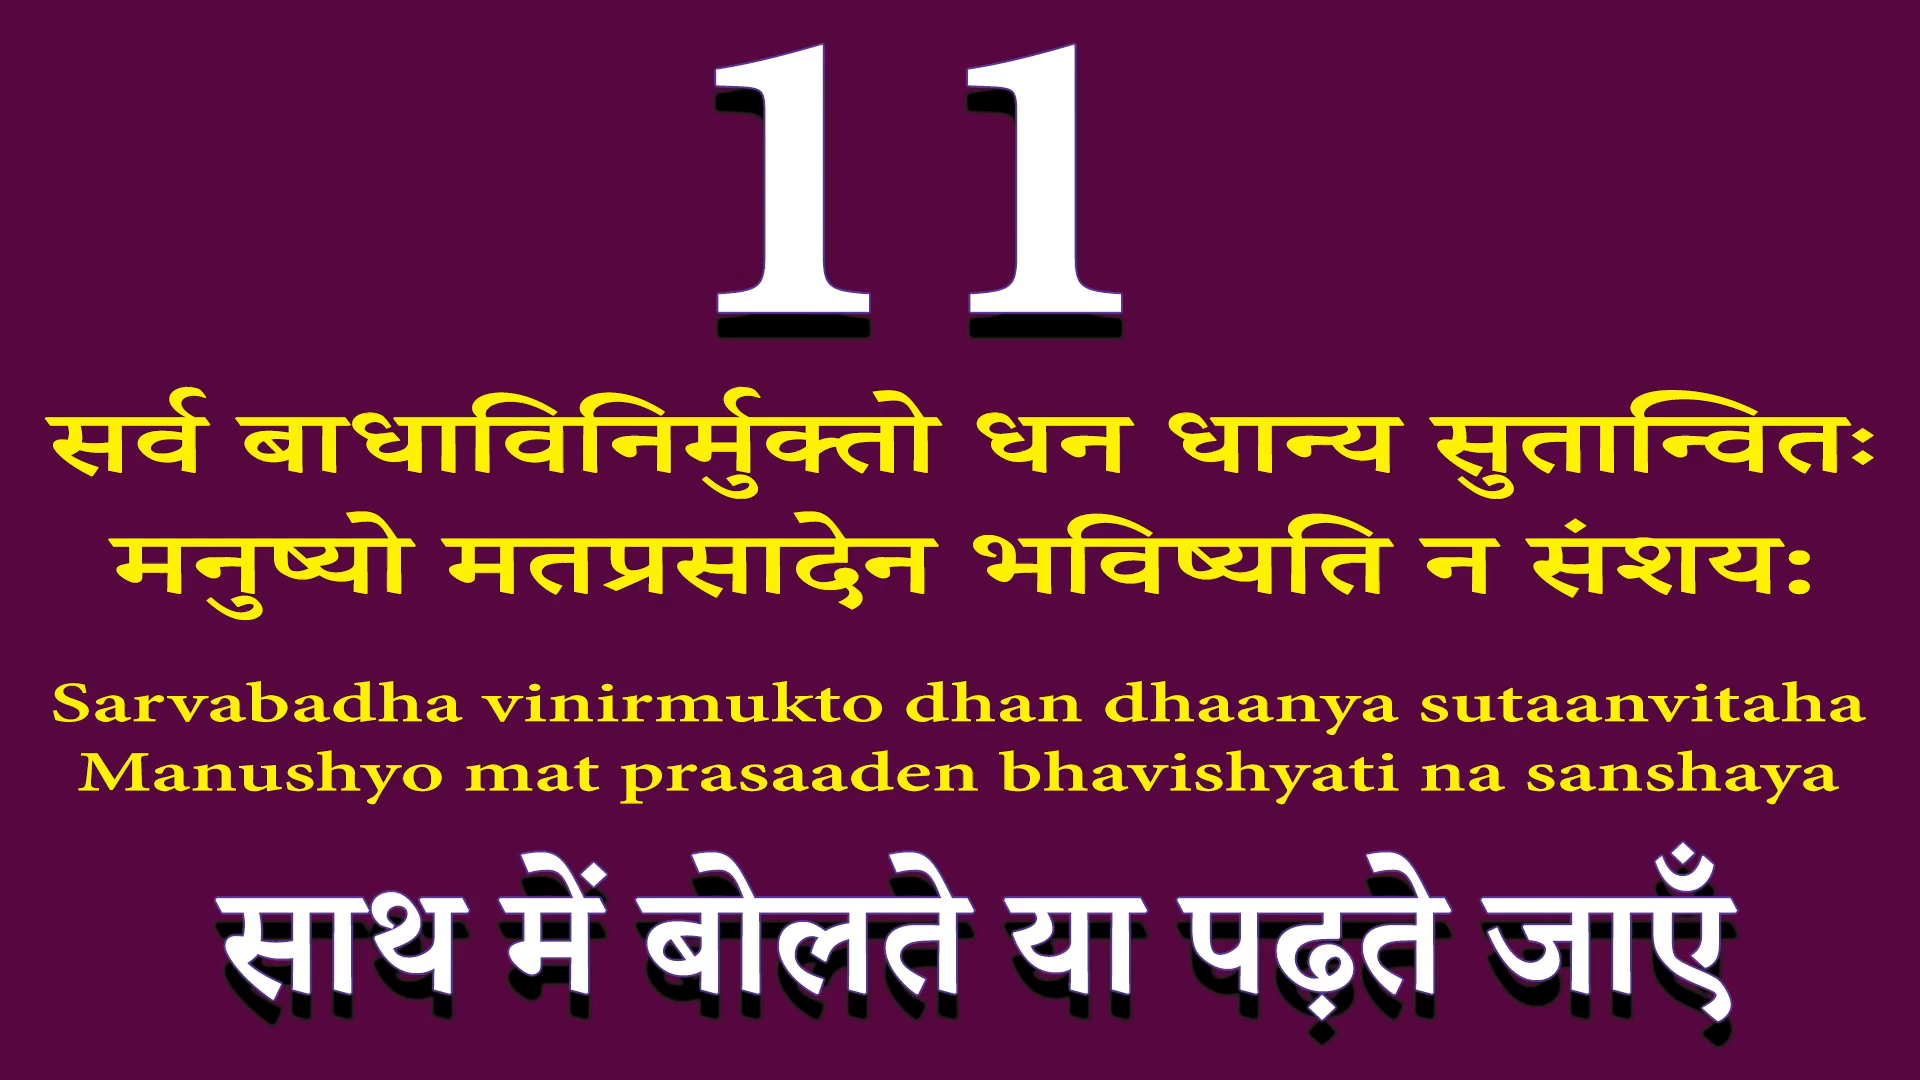 11
सर्व बाधाविनिर्मुक्तो धन धान्य सुतान्वितः
मनुष्यो मतप्रसादेन भविष्यति न संशय:
Sarvabadha vinirmukto dhan dhaanya sutaanvitaha
Manushyo mat prasaaden bhavishyati na sanshaya
साथ में बोलते या पढ़ते जाएँ